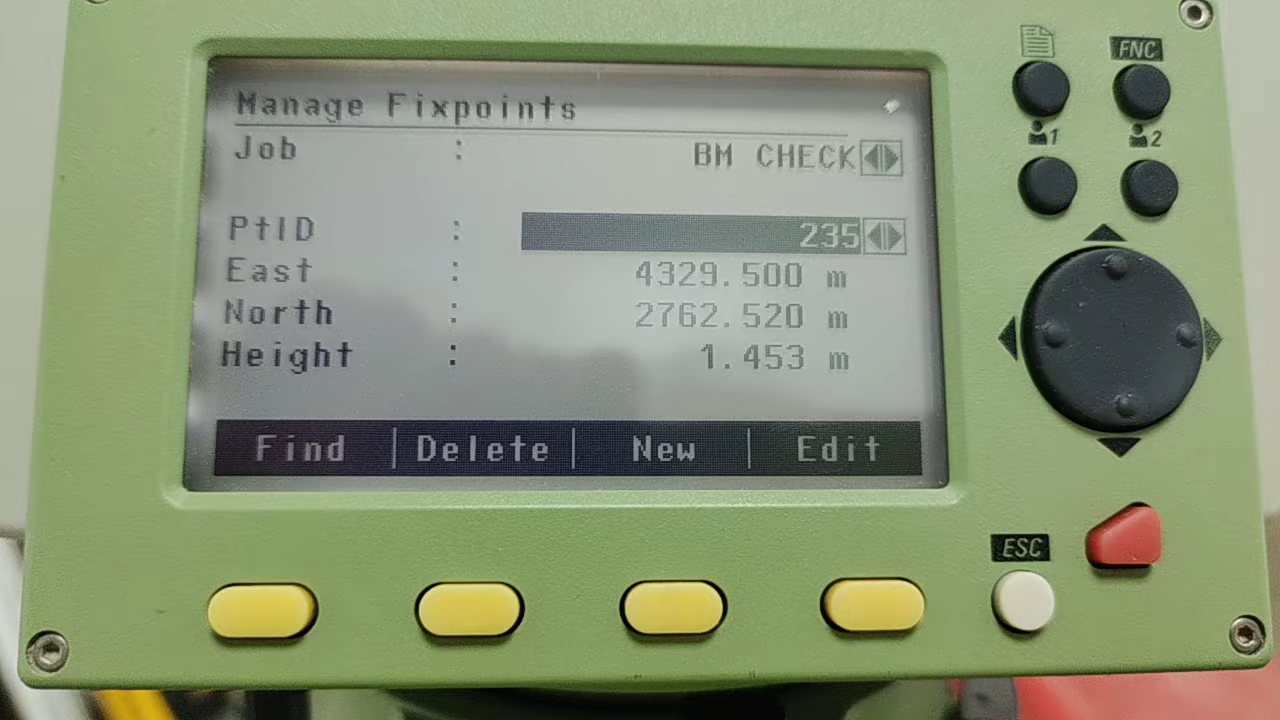 Manage Fixpoints
Job : BM CHECK
PtID : 235
East : 4329.500 m
North : 2762.520 m
Height : 1.453 m
Find Delete New Edit
FNC
1 2
ESC